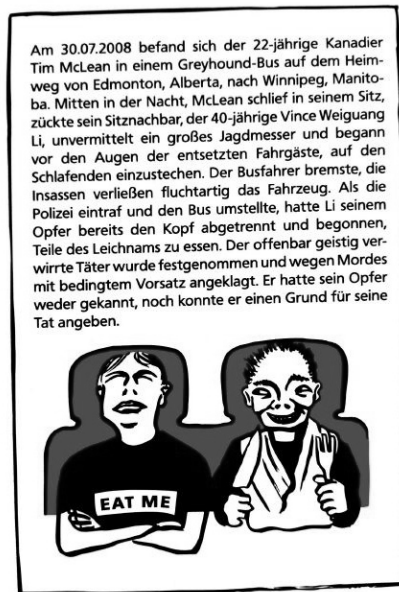 Am 30.07.2008 befand sich der 22-jährige Kanadier
Tim McLean in einem Greyhound-Bus auf dem Heim-
weg von Edmonton, Alberta, nach Winnipeg, Manito-
ba. Mitten in der Nacht, McLean schlief in seinem Sitz,
zückte sein Sitznachbar, der 40-jährige Vince Weiguang
Li, unvermittelt ein großes Jagdmesser und begann
vor den Augen der entsetzten Fahrgäste, auf den
Schlafenden einzustechen. Der Busfahrer bremste, die
Insassen verließen fluchtartig das Fahrzeug. Als die
Polizei eintraf und den Bus umstellte, hatte Li seinem
Opfer bereits den Kopf abgetrennt und begonnen,
Teile des Leichnams zu essen. Der offenbar geistig ver-
wirrte Täter wurde festgenommen und wegen Mordes
mit bedingtem Vorsatz angeklagt. Er hatte sein Opfer
weder gekannt, noch konnte er einen Grund für seine
Tat angeben.
EAT ME